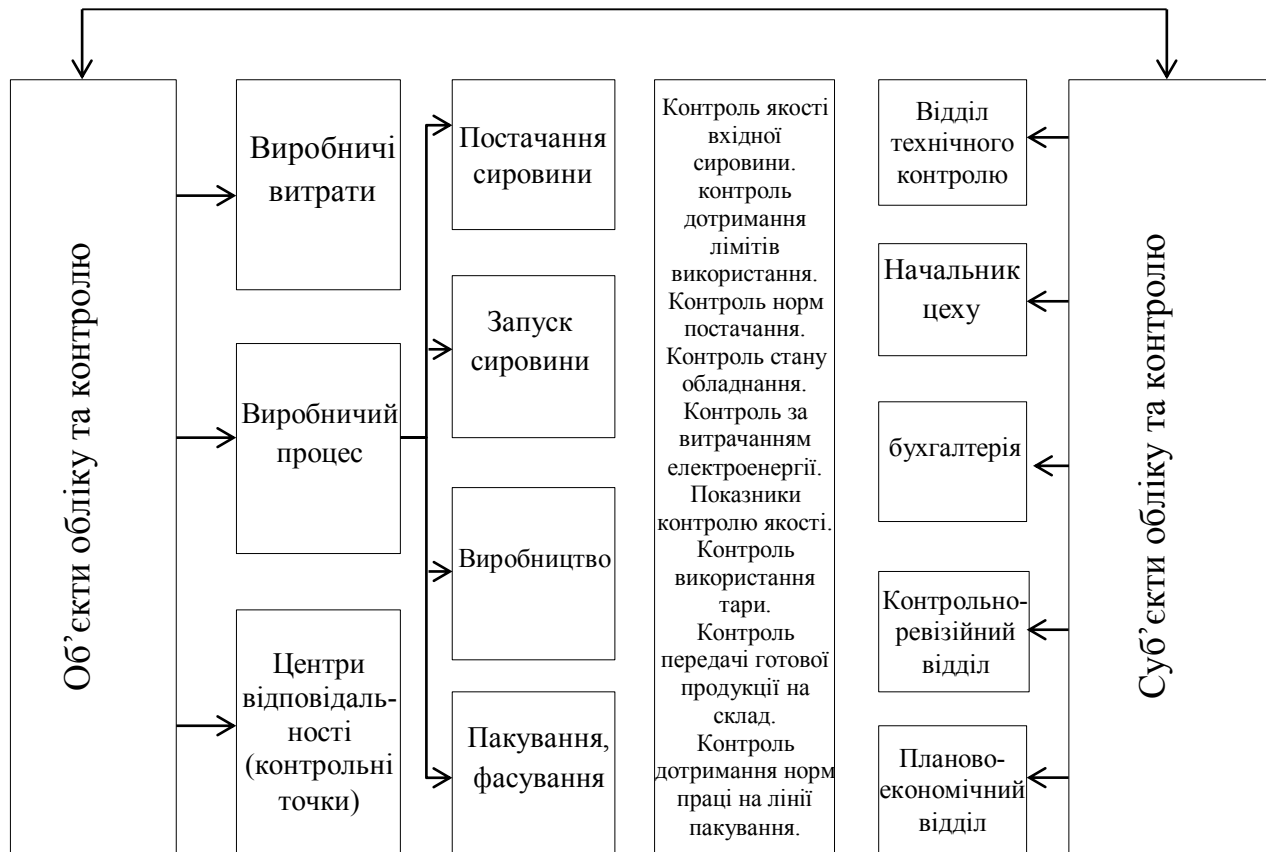 Об’єкти обліку та контролю
Виробничі
витрати
Виробничий
процес
Центри
відповідаль-
ності
(контрольні
точки)
Постачання
сировини
Запуск
сировини
Виробництво
Пакування,
фасування
Контроль якості
вхідної
сировини.
контроль
дотримання
лімітів
використання.
Контроль норм
постачання.
Контроль стану
обладнання.
Контроль за
витрачанням
електроенергії.
Показники
контролю якості.
Контроль
використання
тари.
Контроль
передачі готової
продукції на
склад.
Контроль
дотримання норм
праці на лінії
пакування.
Відділ
технічного
контролю
Начальник
цеху
бухгалтерія
Контрольно-
ревізійний
відділ
Планово-
економічний
відділ
Суб’єкти обліку та контролю